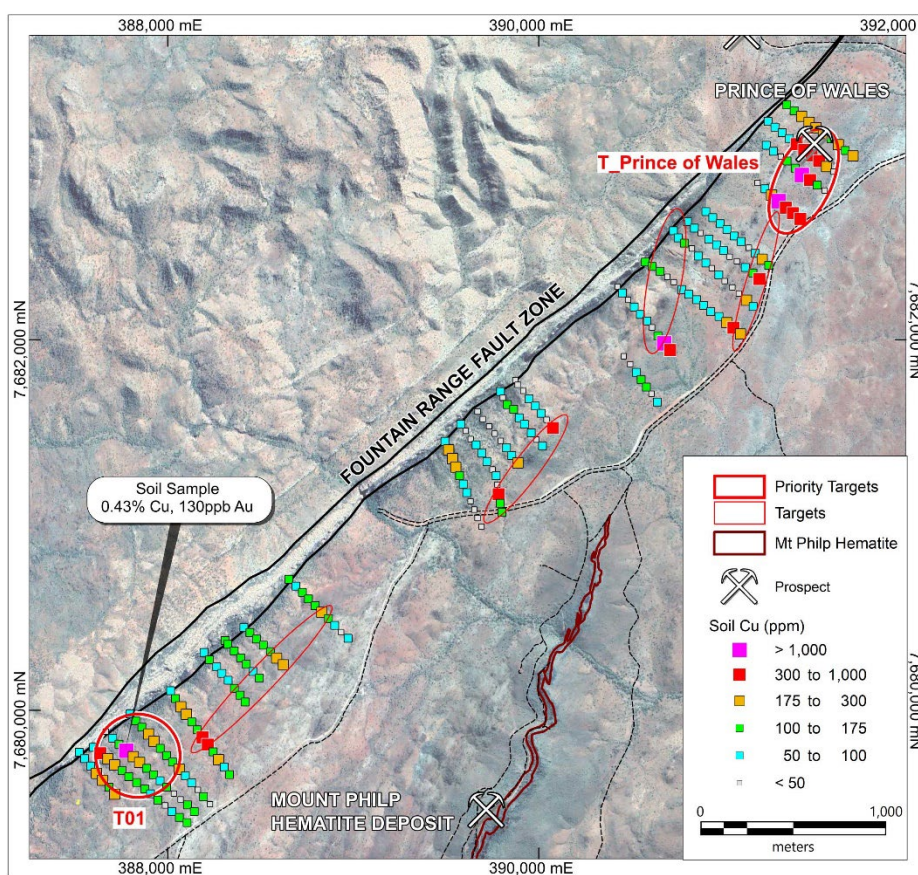 388,000 mE
390,000 mE
392,000
PRINCE OF WALES
T_Prince of Wales
7,682,000 mN
7,682,000 mN
FOUNTAIN RANGE FAULT ZONE
Soil Sample
0.43% Cu, 130ppb Au
Priority Targets
Targets
Mt Philp Hematite
Prospect
Soil Cu (ppm)
> 1,000
300 to 1,000
175 to 300
100 to 175
50 to 100
< 50
0
1,000
meters
7,680,000 mN
7,680,000 mN
T01
MOUNT PHILP
HEMATITE DEPOSIT
388,000 mE
390,000 mE